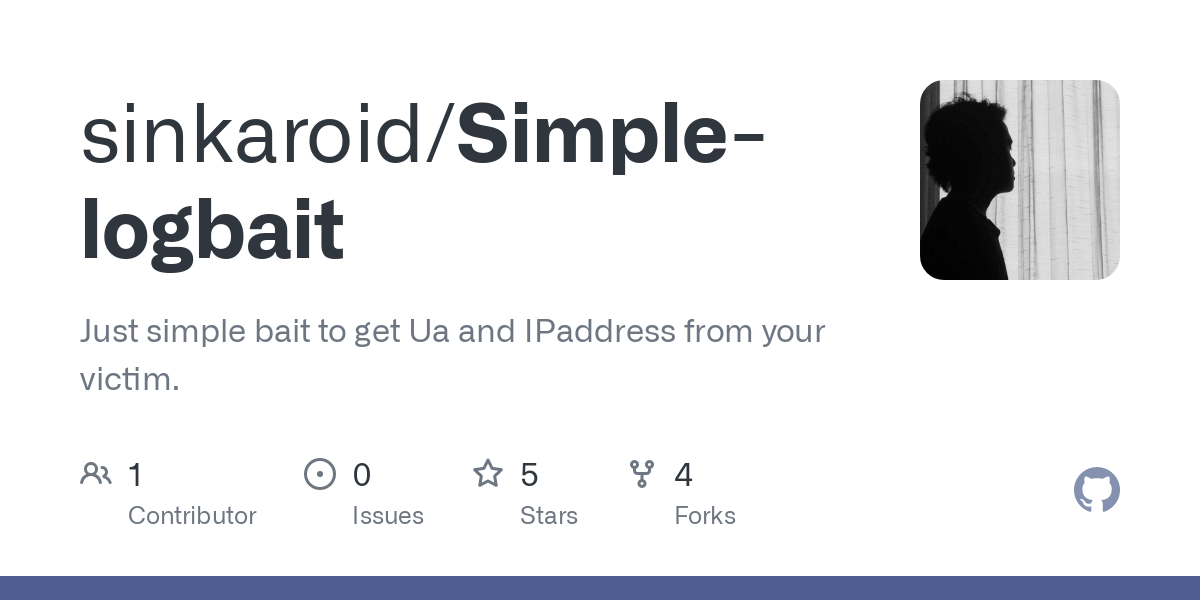 sinkaroid/Simple-
logbait
Just simple bait to get Ua and IPaddress from your
victim.
1 0 5 4
Contributor Issues Stars Forks